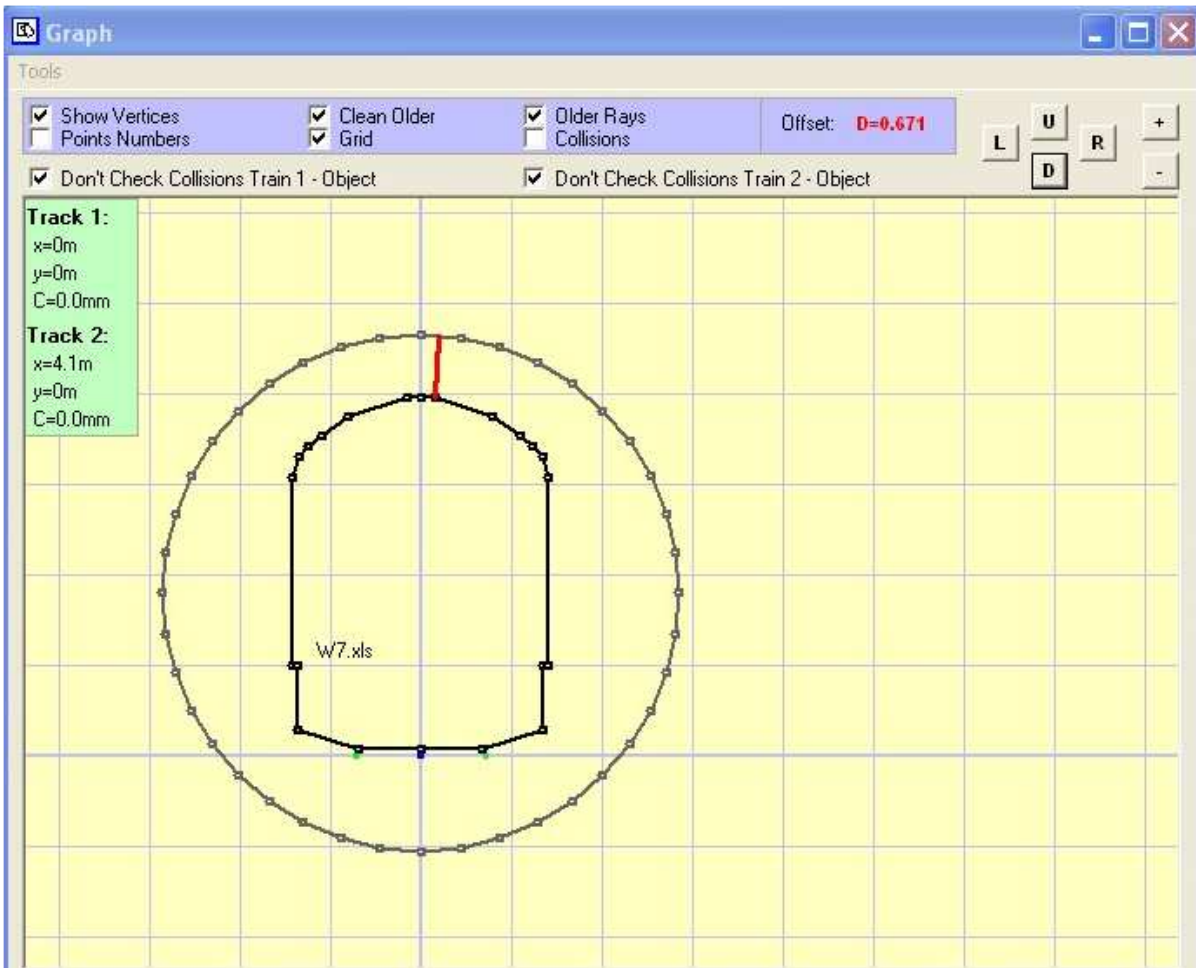 Graph
Tools
Show Vertices Clean Older Older Rays
Points Numbers Grid Collisions
Offset: D=0.671
L U R D + -
Don't Check Collisions Train 1 - Object Don't Check Collisions Train 2 - Object
Track 1:
x=0m
y=0m
C=0.0mm
Track 2:
x=4.1m
y=0m
C=0.0mm
W7.xls